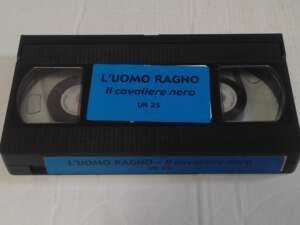 L'UOMO RAGNO
Il cavaliere nero
UR 25
L'UOMO RAGNO - Il cavaliere nero
UR 25